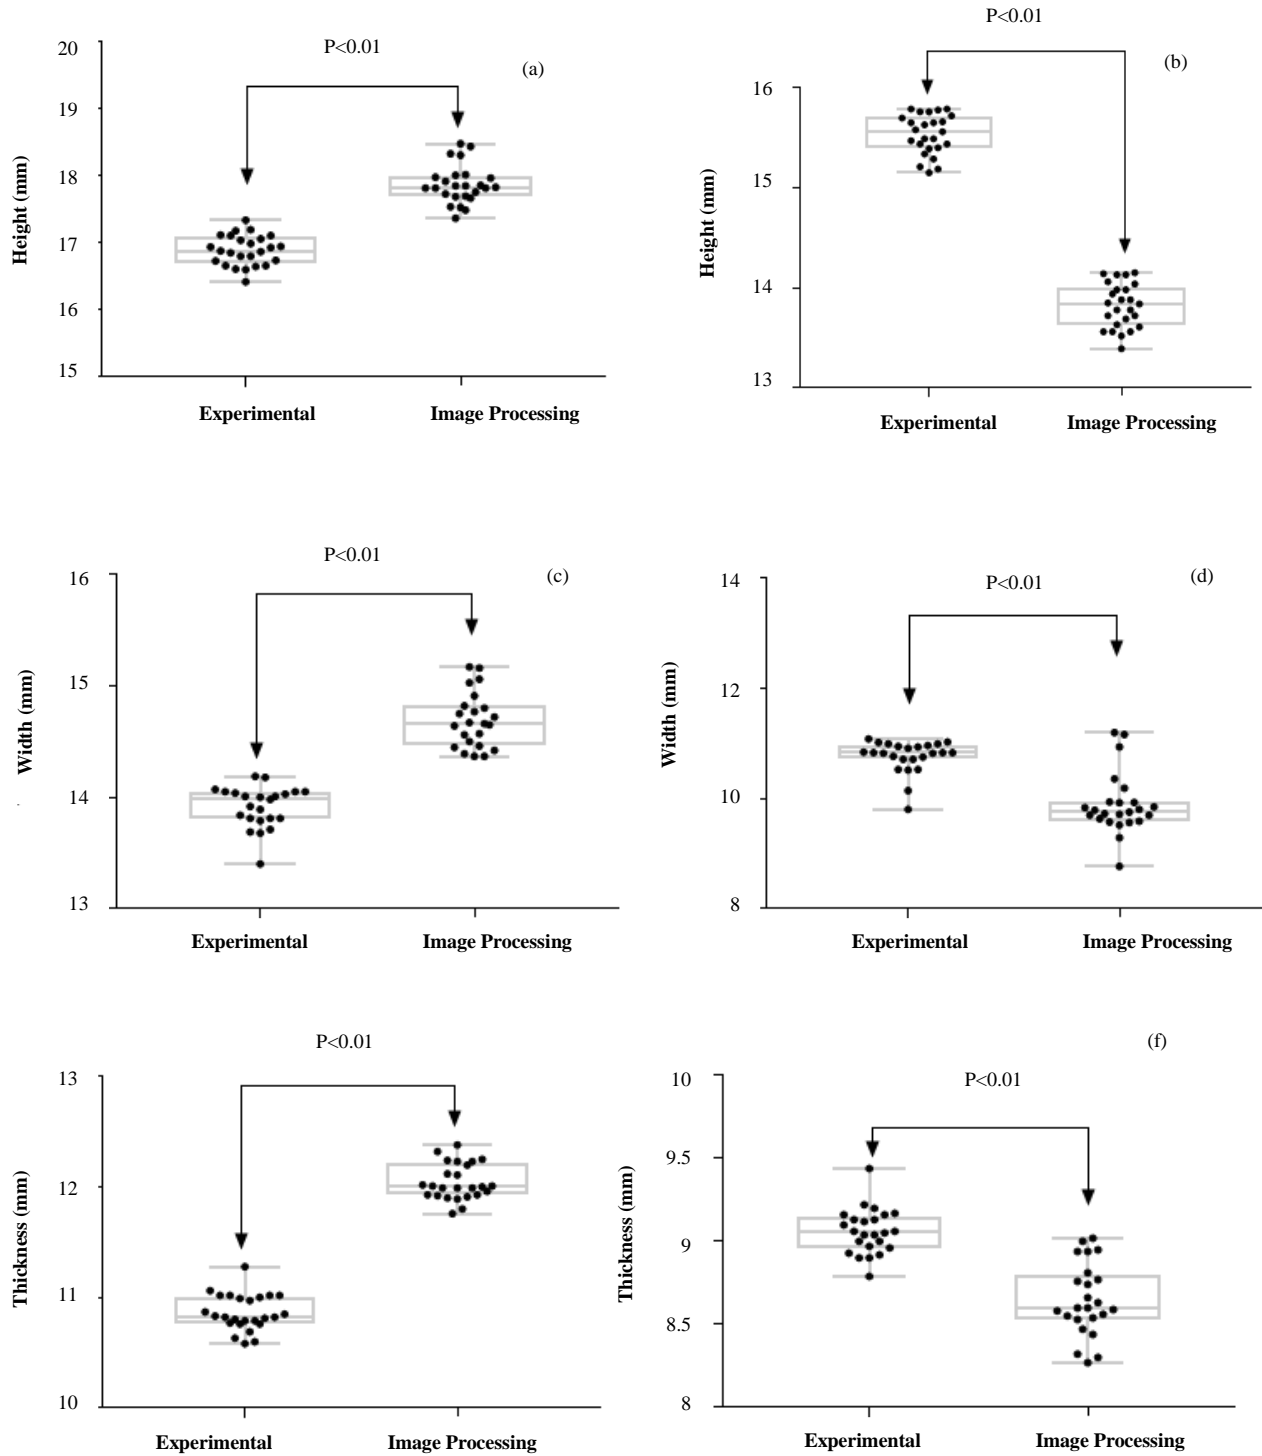 P<0.01
(a)
20
19
18
17
16
15
Height (mm)
Experimental
Image Processing
P<0.01
(b)
16
15
14
13
Height (mm)
Experimental
Image Processing
P<0.01
(c)
16
15
14
13
Width (mm)
Experimental
Image Processing
P<0.01
(d)
14
12
10
8
Width (mm)
Experimental
Image Processing
P<0.01
13
12
11
10
Thickness (mm)
Experimental
Image Processing
(f)
P<0.01
10
9.5
9
8.5
8
Thickness (mm)
Experimental
Image Processing